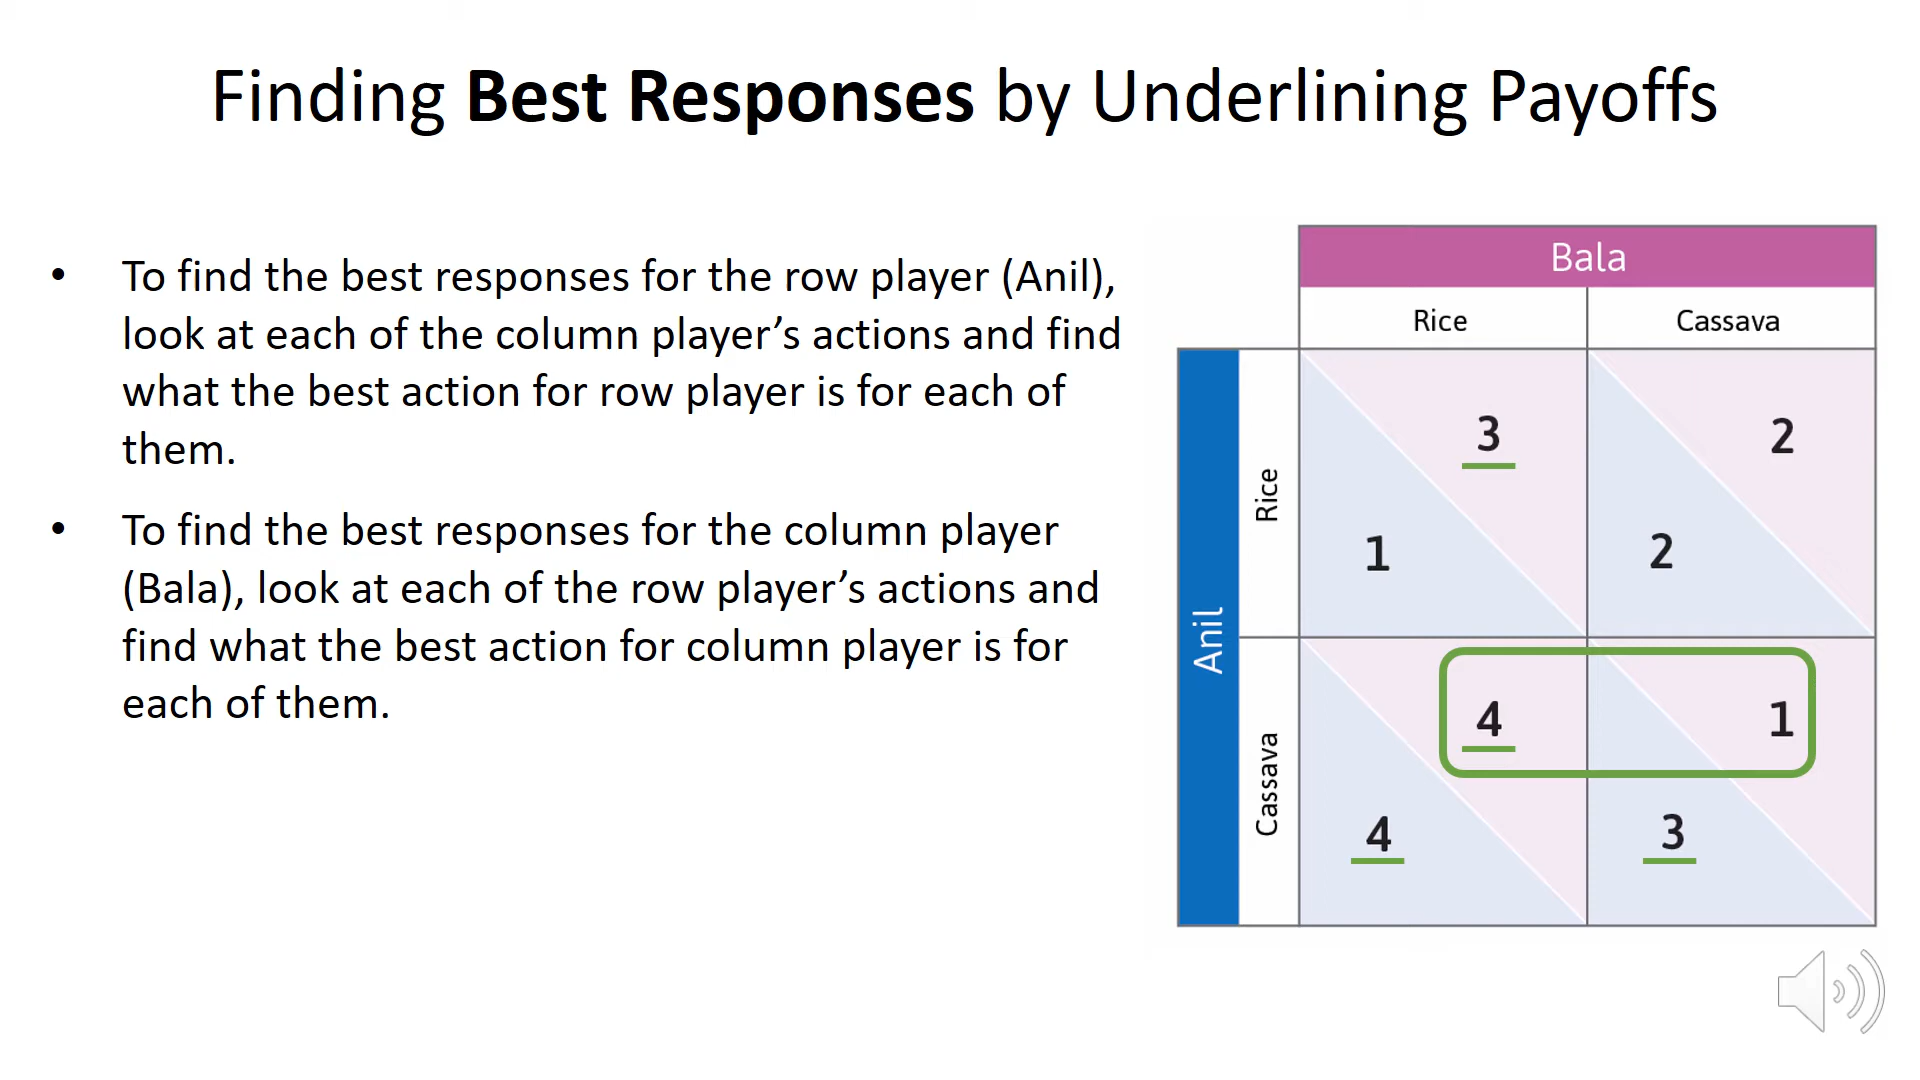 Finding Best Responses by Underlining Payoffs
• To find the best responses for the row player (Anil),
look at each of the column player’s actions and find
what the best action for row player is for each of
them.
• To find the best responses for the column player
(Bala), look at each of the row player’s actions and
find what the best action for column player is for
each of them.
Bala
Rice Cassava
Anil
Rice
3 2
1 2
Cassava
4 1
4 3